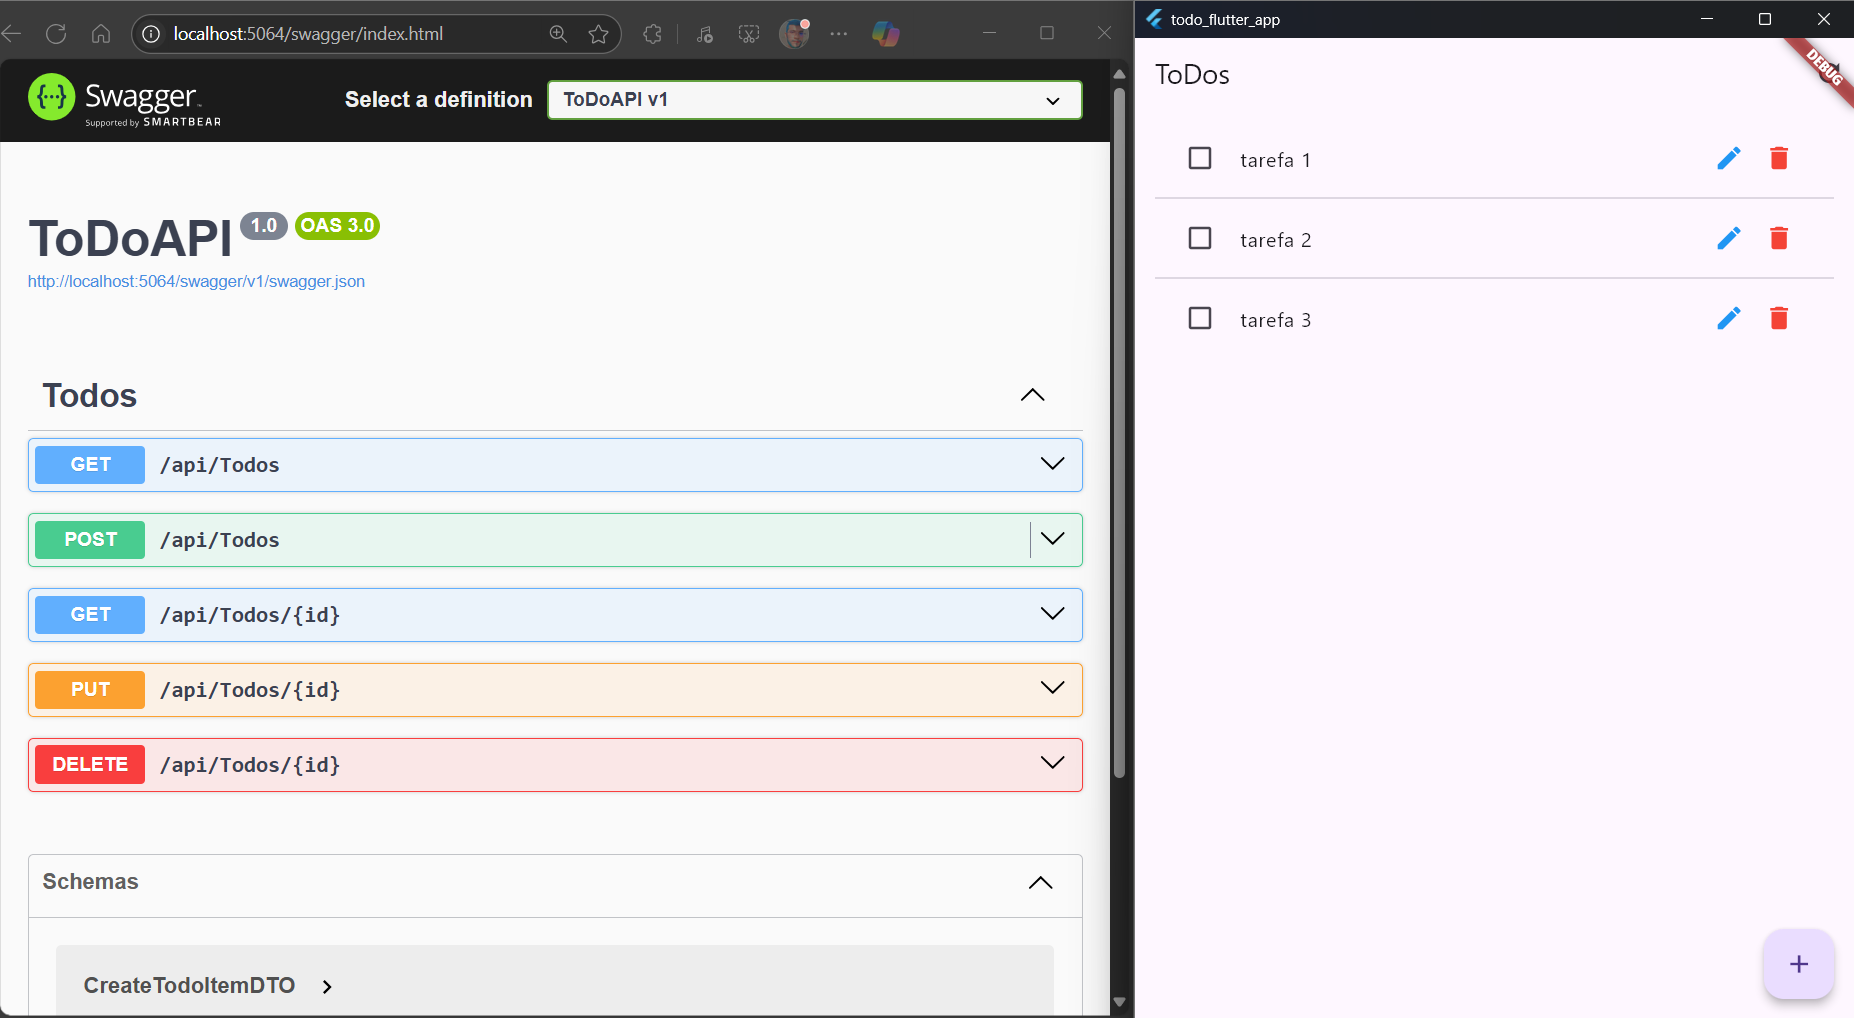 localhost:5064/swagger/index.html
Swagger
Supported by SMARTBEAR
Select a definition
ToDoAPI v1
ToDoAPI 1.0 OAS 3.0
http://localhost:5064/swagger/v1/swagger.json
Todos
GET /api/Todos
POST /api/Todos
GET /api/Todos/{id}
PUT /api/Todos/{id}
DELETE /api/Todos/{id}
Schemas
CreateTodoItemDTO
todo_flutter_app
ToDos
DEBUG
tarefa 1
tarefa 2
tarefa 3